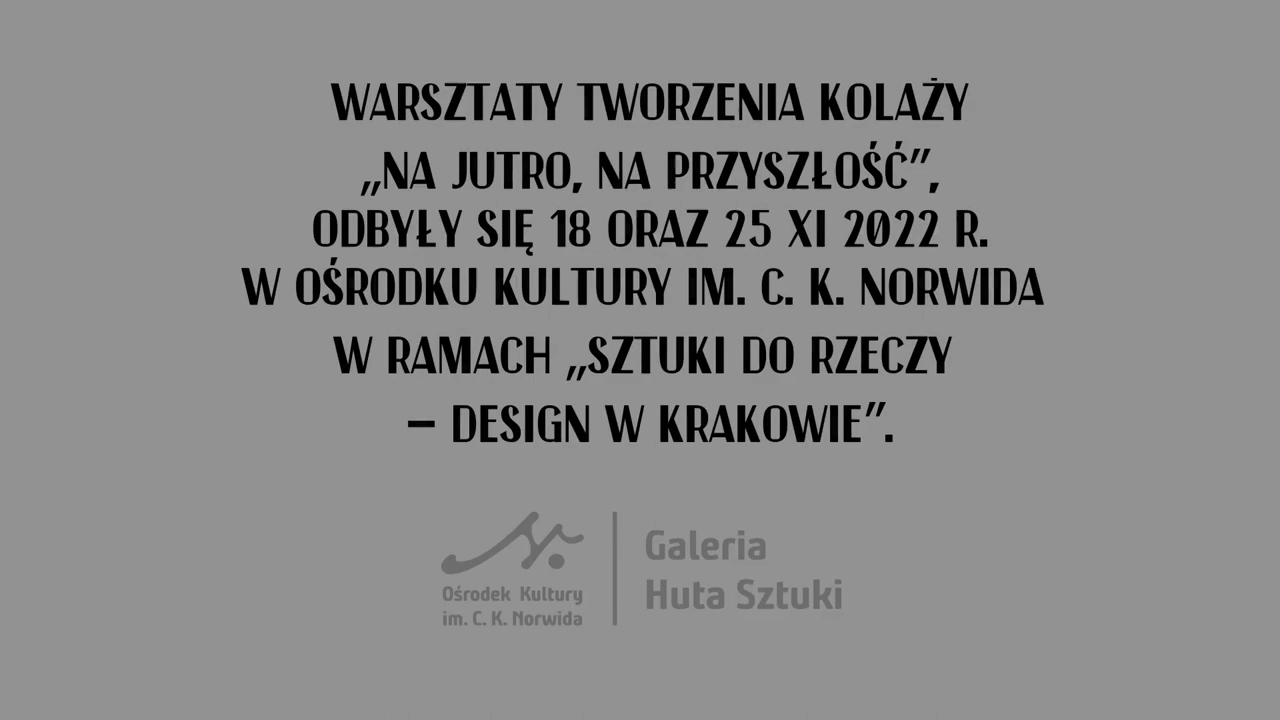 WARSZTATY TWORZENIA KOLAŻY
„NA JUTRO, NA PRZYSZŁOŚĆ”,
ODBYŁY SIĘ 18 ORAZ 25 XI 2022 R.
W OŚRODKU KULTURY IM. C. K. NORWIDA
W RAMACH „SZTUKI DO RZECZY
– DESIGN W KRAKOWIE”.
Ośrodek Kultury
im. C. K. Norwida
Galeria
Huta Sztuki